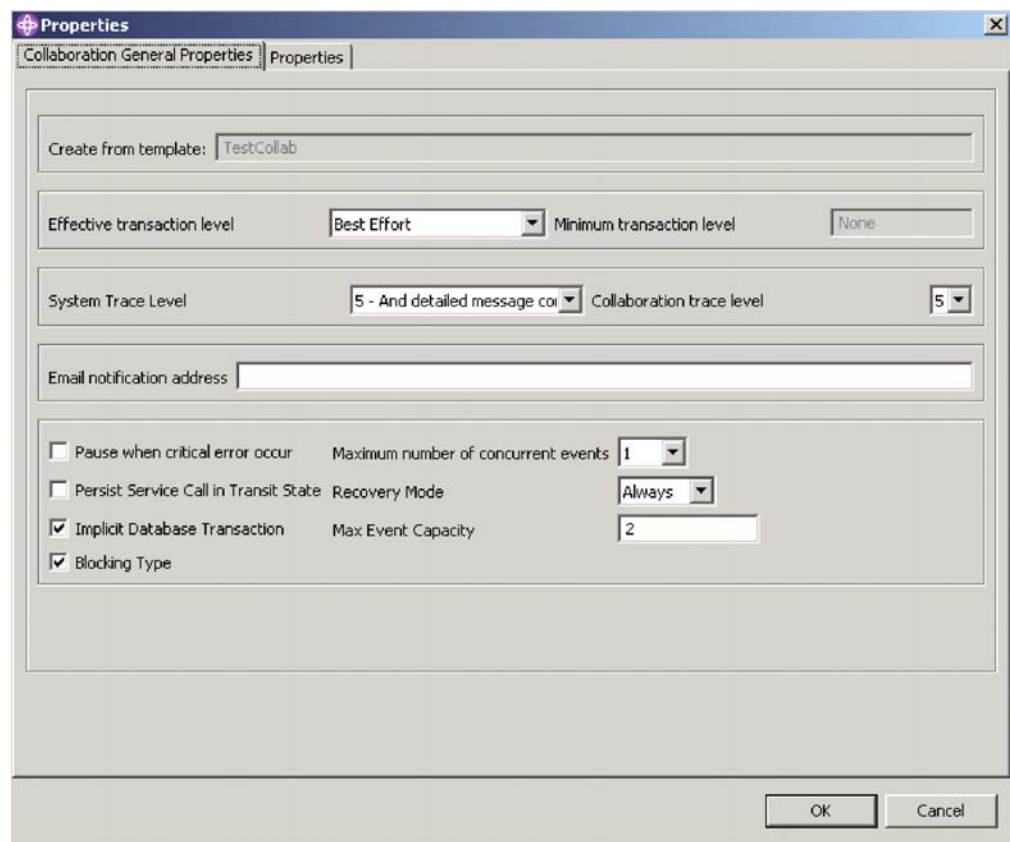 Properties
Collaboration General Properties Properties
Create from template: TestCollab
Effective transaction level Best Effort Minimum transaction level None
System Trace Level 5 - And detailed message Collaboration trace level 5
Email notification address
Pause when critical error occur Maximum number of concurrent events 1
Persist Service Call in Transit State Recovery Mode Always
Implicit Database Transaction Max Event Capacity 2
Blocking Type
OK Cancel